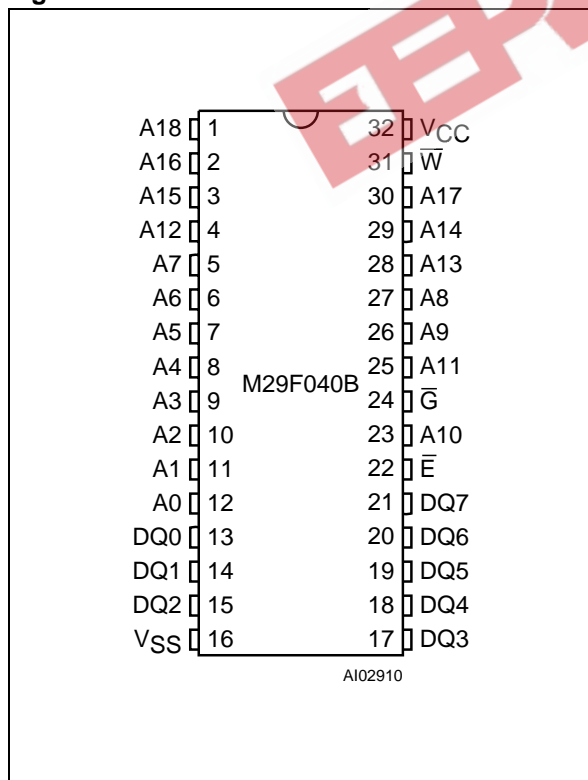 A18 1 32 VCC
A16 2 31 W̅
A15 3 30 A17
A12 4 29 A14
A7 5 28 A13
A6 6 27 A8
A5 7 26 A9
A4 8 25 A11
M29F040B
A3 9 24 G̅
A2 10 23 A10
A1 11 22 E̅
A0 12 21 DQ7
DQ0 13 20 DQ6
DQ1 14 19 DQ5
DQ2 15 18 DQ4
VSS 16 17 DQ3
AI02910